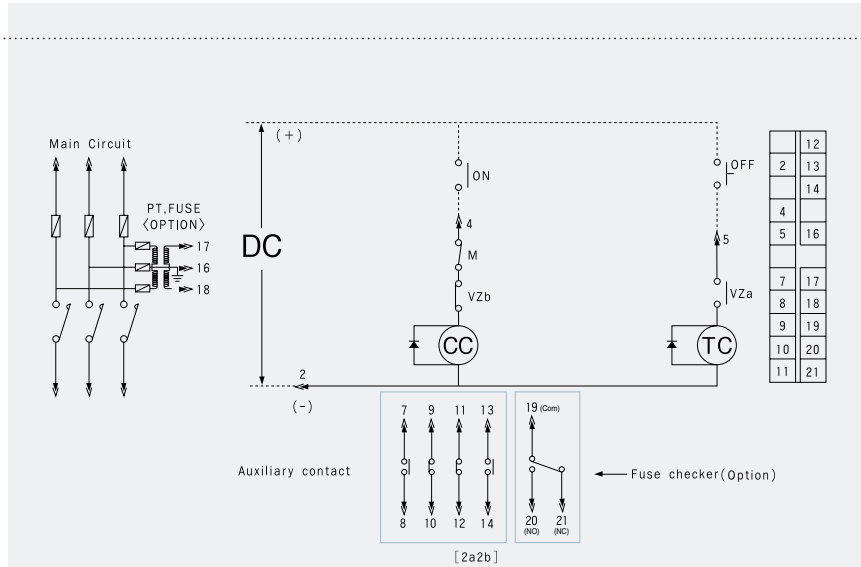 Main Circuit
PT,FUSE
〈OPTION〉
17
16
18
DC
(+)
ON
4
M
VZb
CC
OFF
5
VZa
TC
2
(-)
12
2 13
14
4
5 16
7 17
8 18
9 19
10 20
11 21
Auxiliary contact
7 9 11 13
8 10 12 14
[2a2b]
19 (Com)
20 21
(NO) (NC)
Fuse checker(Option)